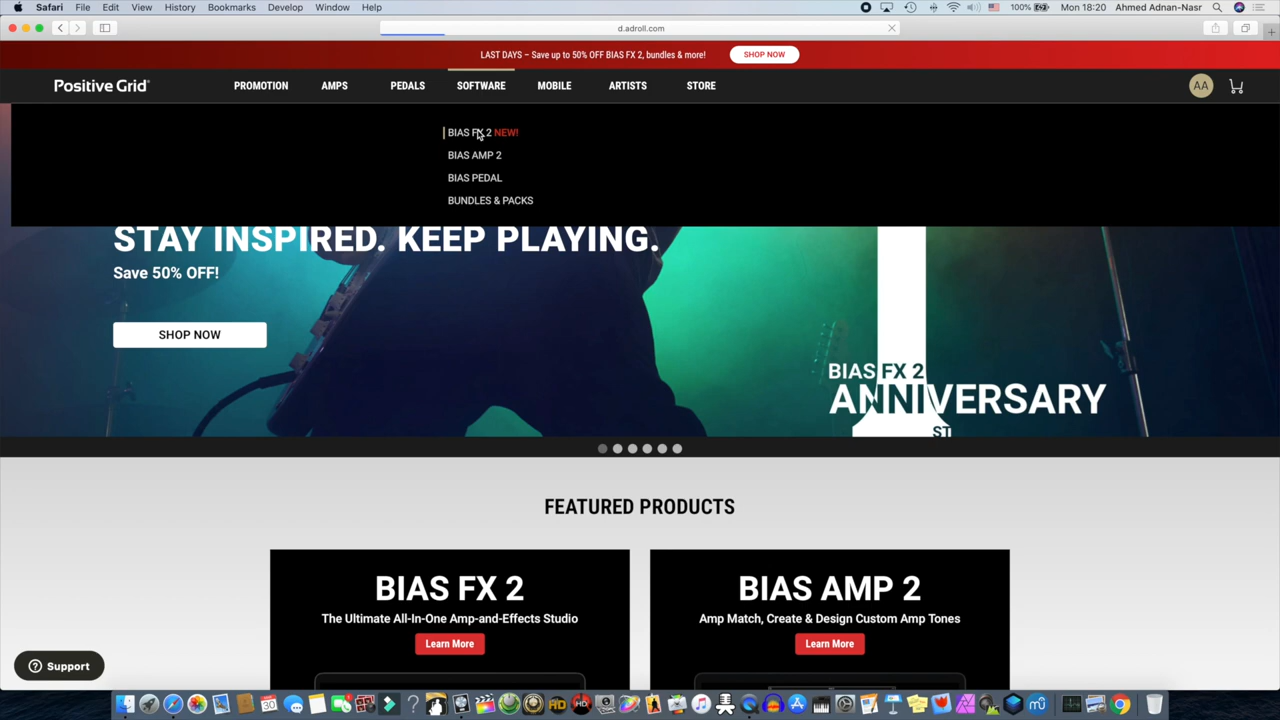 Safari File Edit View History Bookmarks Develop Window Help 100% Mon 18:20 Ahmed Adnan-Nasr
d.adroll.com
LAST DAYS – Save up to 50% OFF BIAS FX 2, bundles & more! SHOP NOW
Positive Grid PROMOTION AMPS PEDALS SOFTWARE MOBILE ARTISTS STORE AA
BIAS FX 2 NEW!
BIAS AMP 2
BIAS PEDAL
BUNDLES & PACKS
STAY INSPIRED. KEEP PLAYING.
Save 50% OFF!
SHOP NOW
BIAS FX 2
ANNIVERSARY
ST
FEATURED PRODUCTS
BIAS FX 2
The Ultimate All-In-One Amp-and-Effects Studio
Learn More
BIAS AMP 2
Amp Match, Create & Design Custom Amp Tones
Learn More
Support